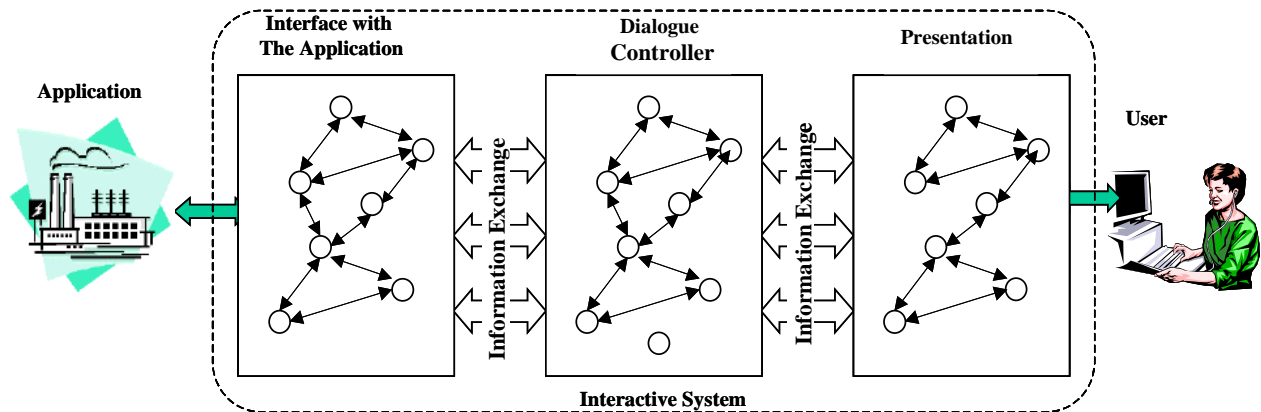 Interface with
The Application
Dialogue
Controller
Presentation
Application
User
Information Exchange
Information Exchange
Interactive System